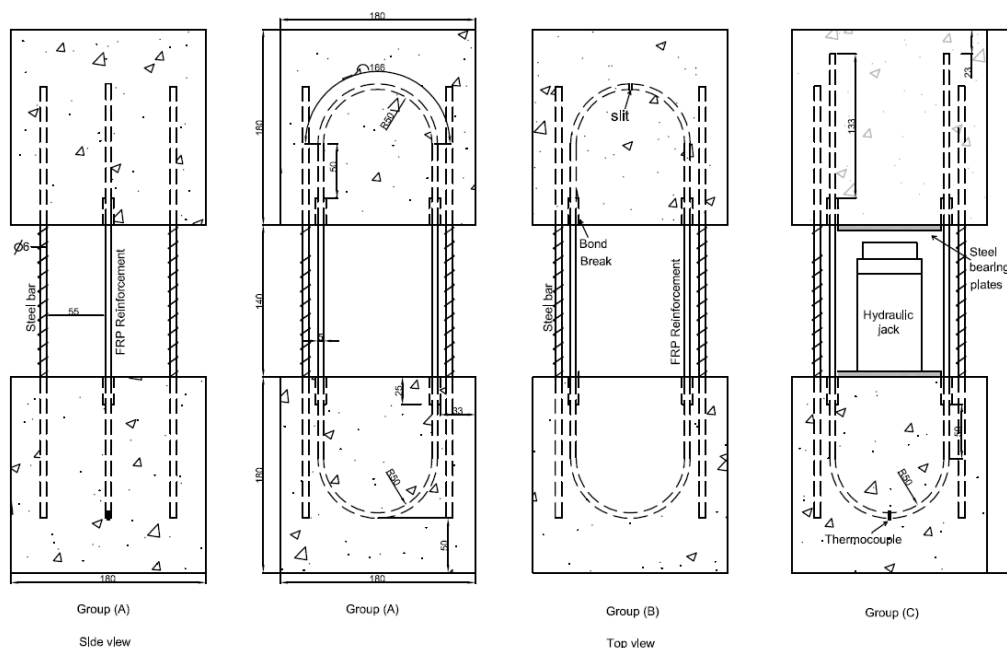 180
166
R50
180
50
slit
133
23
Bond
Break
Ø6
Steel bar
55
FRP Reinforcement
140
5
Steel bar
FRP Reinforcement
Steel
bearing
plates
Hydraulic
jack
25
33
R50
180
50
50
R50
Thermocouple
180
180
Group (A)
Group (A)
Group (B)
Group (C)
Side view
Top view